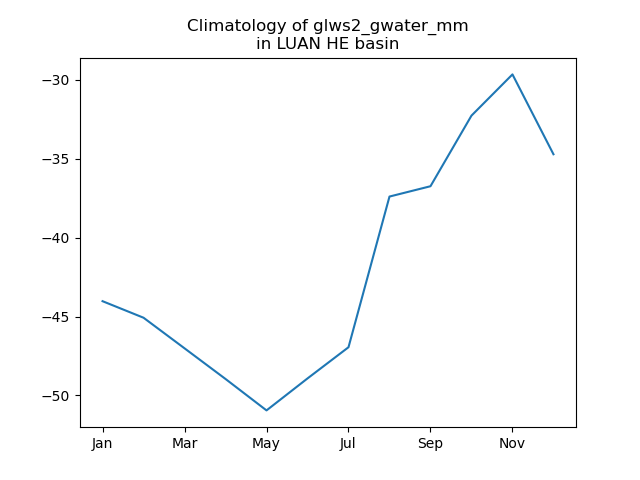 Climatology of glws2_gwater_mm
in LUAN HE basin
−30
−35
−40
−45
−50
Jan
Mar
May
Jul
Sep
Nov